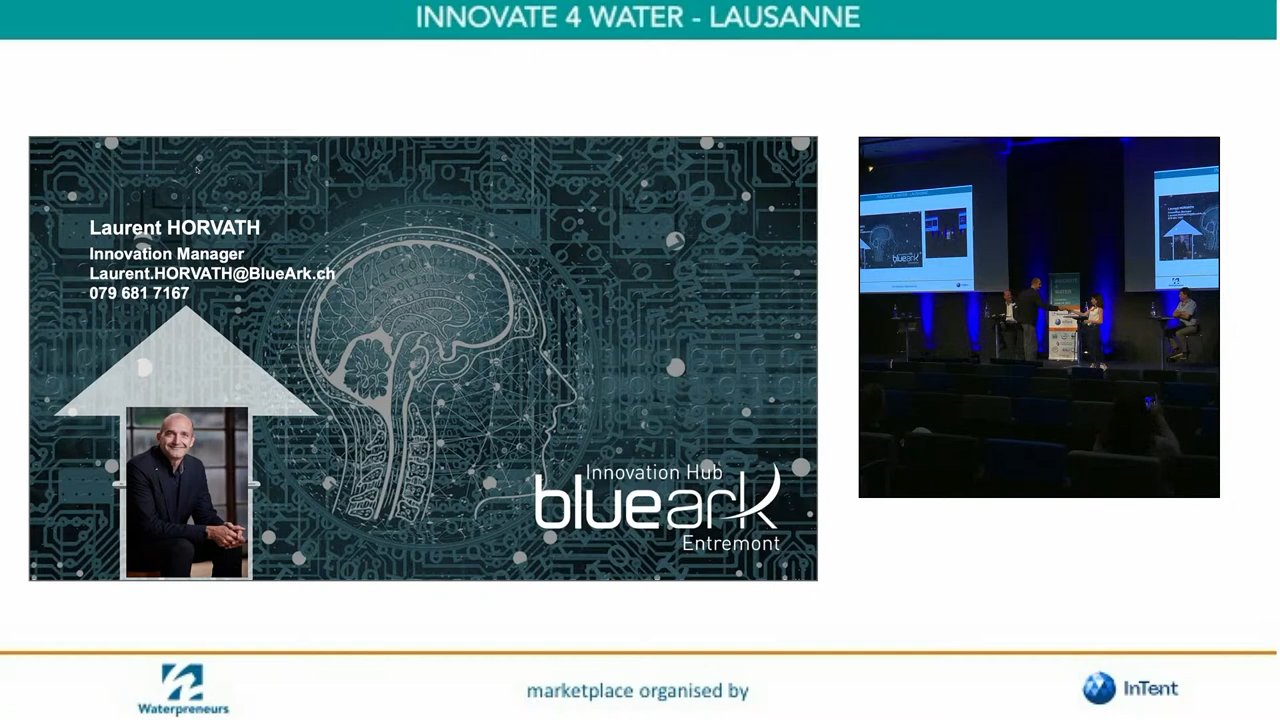 INNOVATE 4 WATER - LAUSANNE
Laurent HORVATH
Innovation Manager
Laurent.HORVATH@BlueArk.ch
079 681 7167
Innovation Hub
blueark
Entremont
WATER
Waterpreneurs
marketplace organised by
InTent